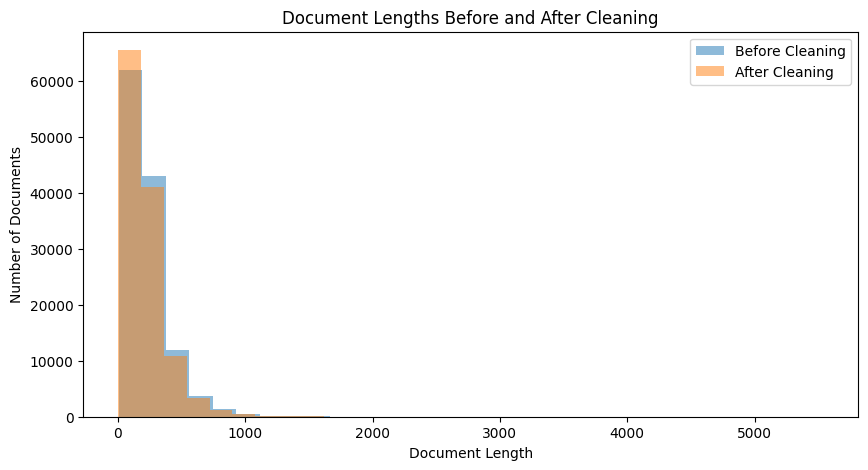 Document Lengths Before and After Cleaning
Before Cleaning
After Cleaning
60000
50000
40000
30000
20000
10000
0
Number of Documents
0 1000 2000 3000 4000 5000
Document Length